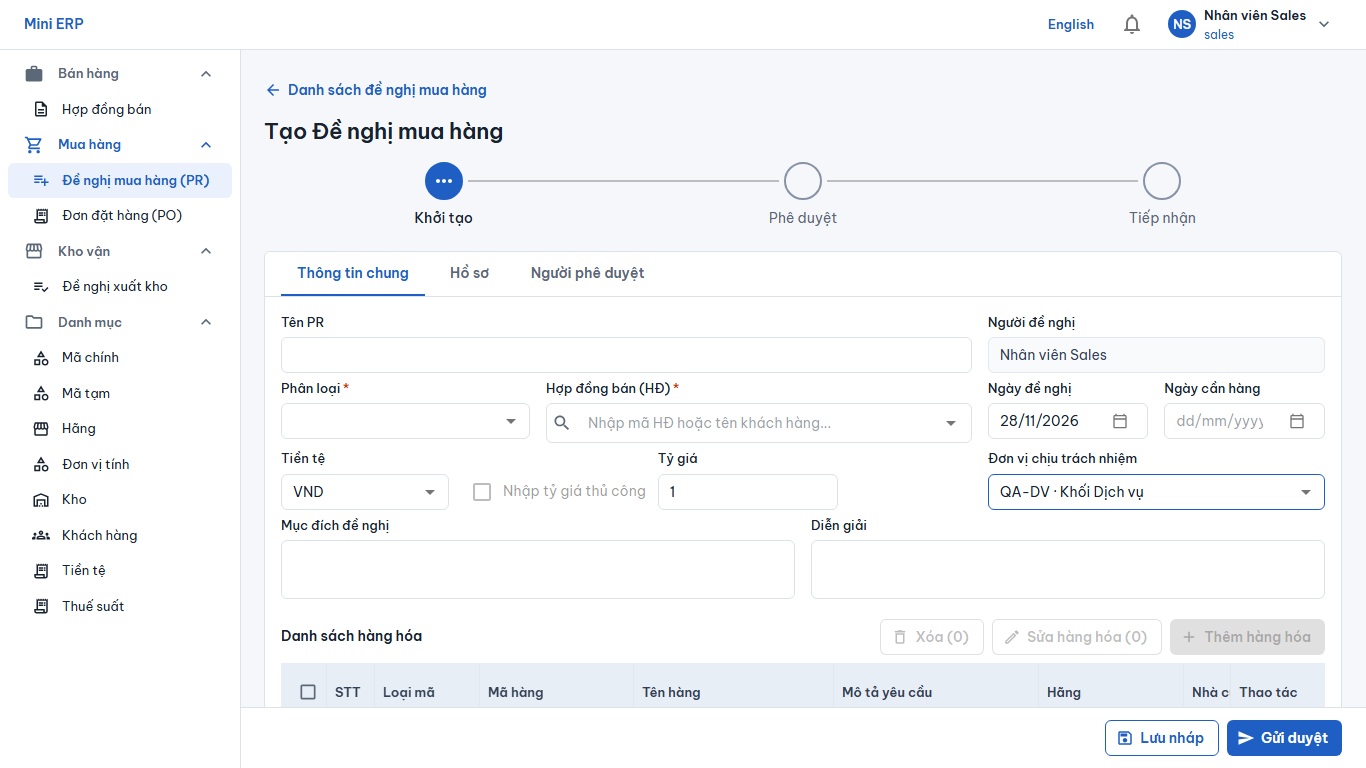 Mini ERP
English
NS
Nhân viên Sales
sales
Bán hàng
Hợp đồng bán
Mua hàng
Đề nghị mua hàng (PR)
Đơn đặt hàng (PO)
Kho vận
Đề nghị xuất kho
Danh mục
Mã chính
Mã tạm
Hãng
Đơn vị tính
Kho
Khách hàng
Tiền tệ
Thuế suất
Danh sách đề nghị mua hàng
Tạo Đề nghị mua hàng
Khởi tạo
Phê duyệt
Tiếp nhận
Thông tin chung
Hồ sơ
Người phê duyệt
Tên PR
Người đề nghị
Nhân viên Sales
Phân loại *
Hợp đồng bán (HĐ) *
Ngày đề nghị
Ngày cần hàng
Nhập mã HĐ hoặc tên khách hàng...
28/11/2026
dd/mm/yyyy
Tiền tệ
Tỷ giá
Đơn vị chịu trách nhiệm
VND
Nhập tỷ giá thủ công
1
QA-DV · Khối Dịch vụ
Mục đích đề nghị
Diễn giải
Danh sách hàng hóa
Xóa (0)
Sửa hàng hóa (0)
Thêm hàng hóa
STT
Loại mã
Mã hàng
Tên hàng
Mô tả yêu cầu
Hãng
Nhà c
Thao tác
Lưu nháp
Gửi duyệt